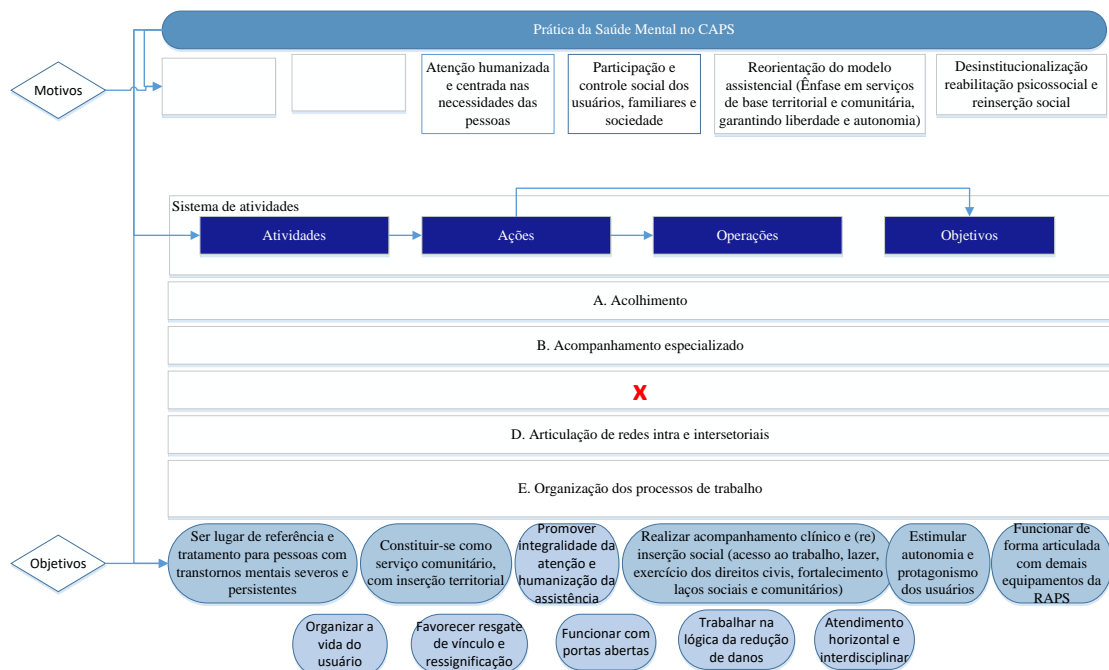 Prática da Saúde Mental no CAPS
Motivos
Atenção humanizada
e centrada nas
necessidades das
pessoas
Participação e
controle social dos
usuários, familiares e
sociedade
Reorientação do modelo
assistencial (Ênfase em serviços
de base territorial e comunitária,
garantindo liberdade e autonomia)
Desinstitucionalização
reabilitação psicossocial e
reinserção social
Sistema de atividades
Atividades
Ações
Operações
Objetivos
A. Acolhimento
B. Acompanhamento especializado
X
D. Articulação de redes intra e intersetoriais
E. Organização dos processos de trabalho
Objetivos
Ser lugar de referência e
tratamento para pessoas com
transtornos mentais severos e
persistentes
Constituir-se como
serviço comunitário,
com inserção territorial
Promover
integralidade da
atenção e
humanização da
assistência
Realizar acompanhamento clínico e (re)
inserção social (acesso ao trabalho, lazer,
exercício dos direitos civis, fortalecimento
laços sociais e comunitários)
Estimular
autonomia e
protagonismo
dos usuários
Funcionar de
forma articulada
com demais
equipamentos da
RAPS
Organizar a
vida do
usuário
Favorecer resgate
de vínculo e
ressignificação
Funcionar com
portas abertas
Trabalhar na
lógica da redução
de danos
Atendimento
horizontal e
interdisciplinar